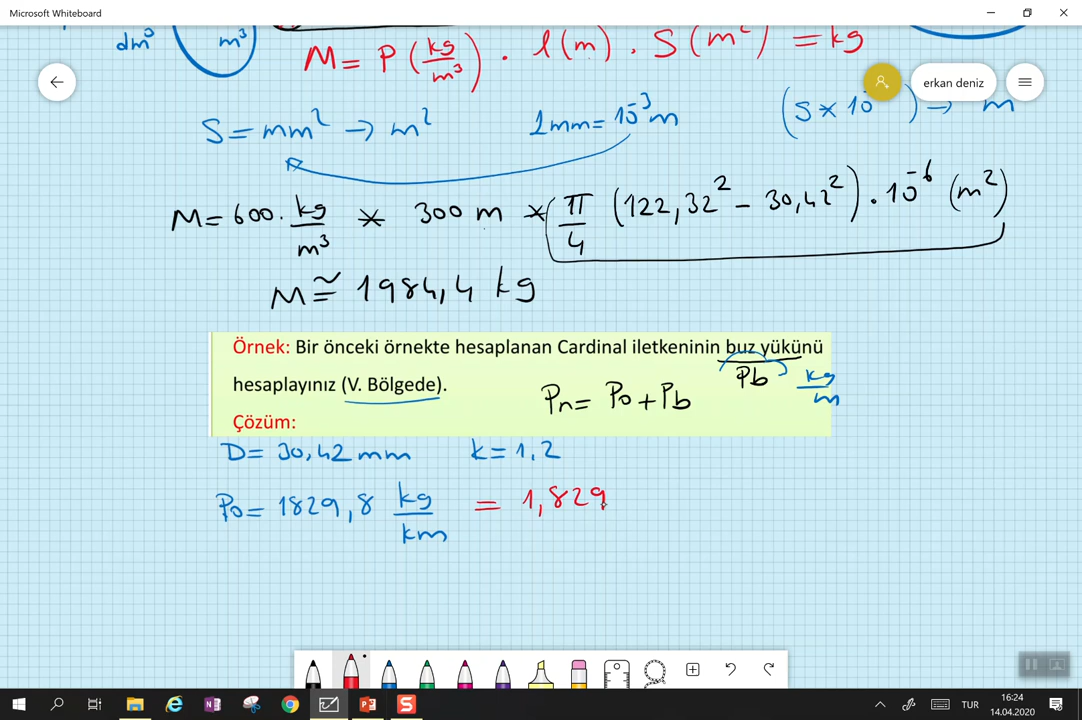 Microsoft Whiteboard
dm³ m³
M = P (kg/m³) . l(m) . S(m²) = kg
erkan deniz
S = mm² → m² 1mm = 10⁻³ m (S * 10 ) → m
M = 600 . kg/m³ * 300 m * π/4 (122,32² - 30,42²) . 10⁻⁶ (m²)
M ≅ 1984,4 kg
Örnek: Bir önceki örnekte hesaplanan Cardinal iletkeninin buz yükünü
hesaplayınız (V. Bölgede). Pn = Po + Pb Pb kg/m
Çözüm:
D = 30,42 mm k = 1,2
Po = 1829,8 kg/km = 1,829
TUR
16:24
14.04.2020